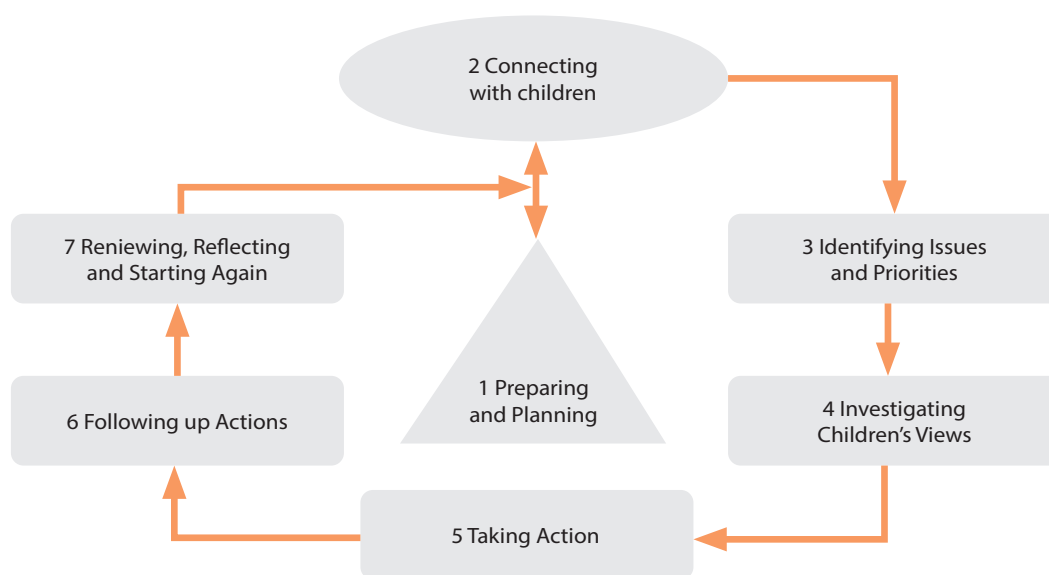 2 Connecting
with children
7 Reniewing, Reflecting
and Starting Again
3 Identifying Issues
and Priorities
1 Preparing
and Planning
6 Following up Actions
4 Investigating
Children's Views
5 Taking Action